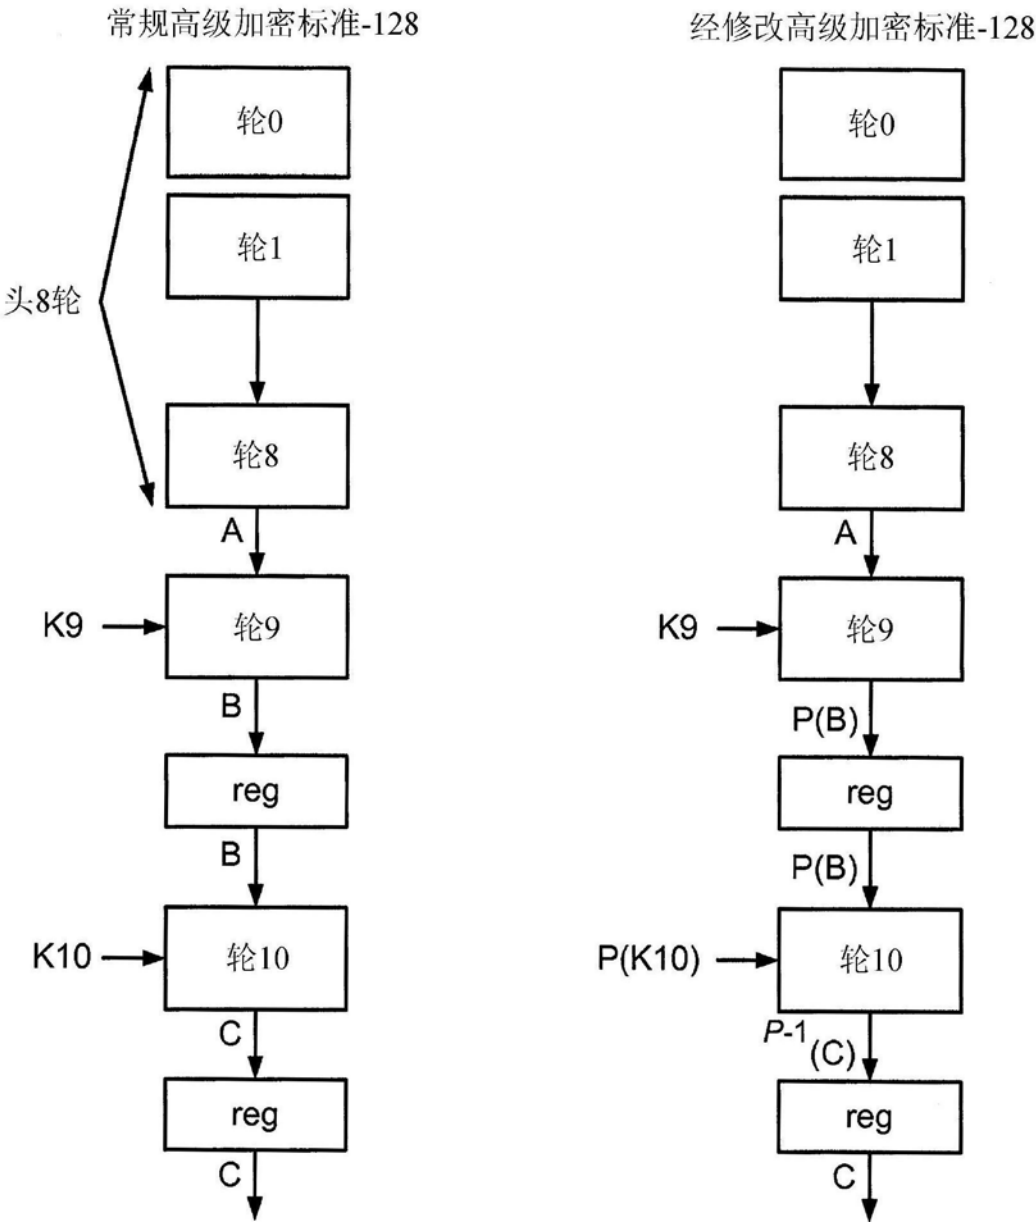 常规高级加密标准-128
轮0
轮1
头8轮
轮8
A
K9
轮9
B
reg
B
K10
轮10
C
reg
C
经修改高级加密标准-128
轮0
轮1
轮8
A
K9
轮9
P(B)
reg
P(B)
P(K10)
轮10
P-1(C)
reg
C